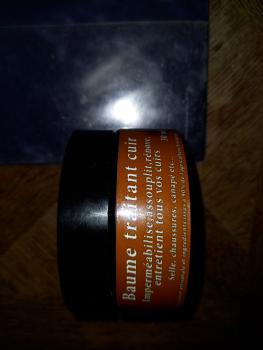 Baume traitant cuir
Imperméabilise, assouplit, rénove,
entretient tous vos cuirs
Selle, chaussures, canapé etc...